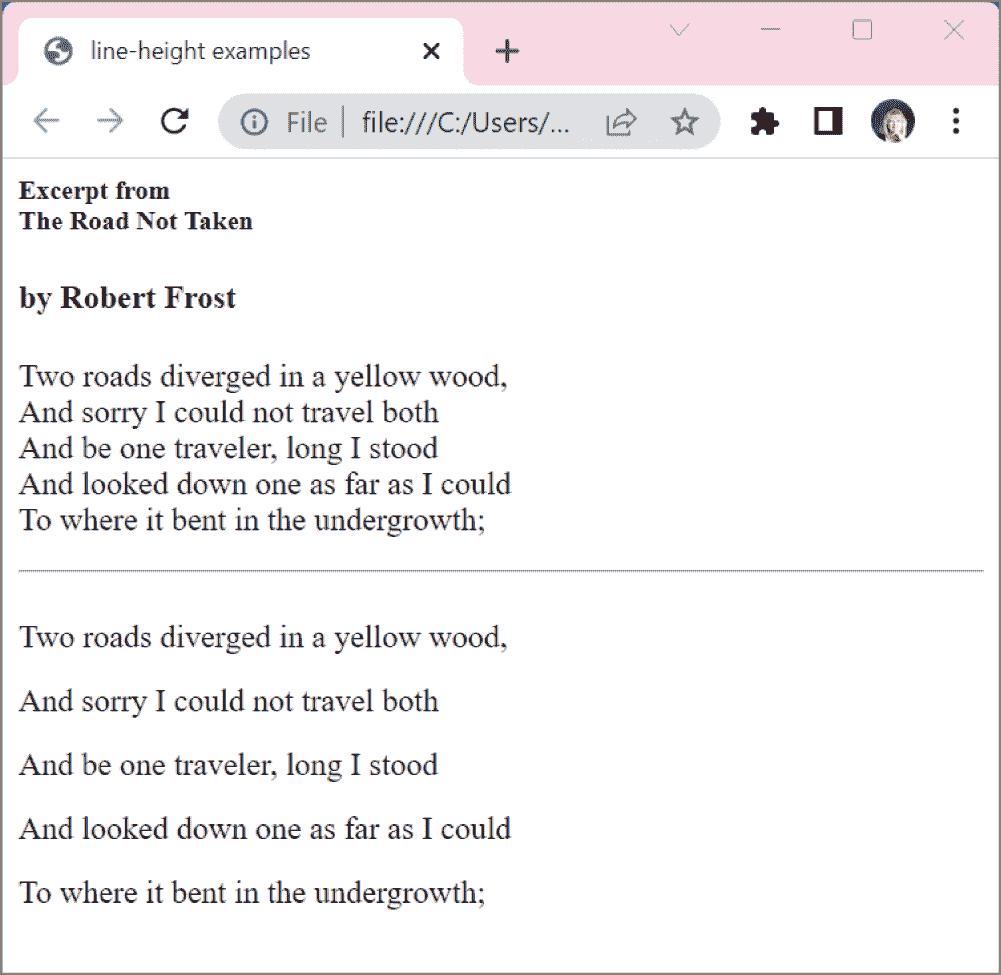 line-height examples
File file:///C:/Users/...
Excerpt from
The Road Not Taken
by Robert Frost
Two roads diverged in a yellow wood,
And sorry I could not travel both
And be one traveler, long I stood
And looked down one as far as I could
To where it bent in the undergrowth;
Two roads diverged in a yellow wood,
And sorry I could not travel both
And be one traveler, long I stood
And looked down one as far as I could
To where it bent in the undergrowth;